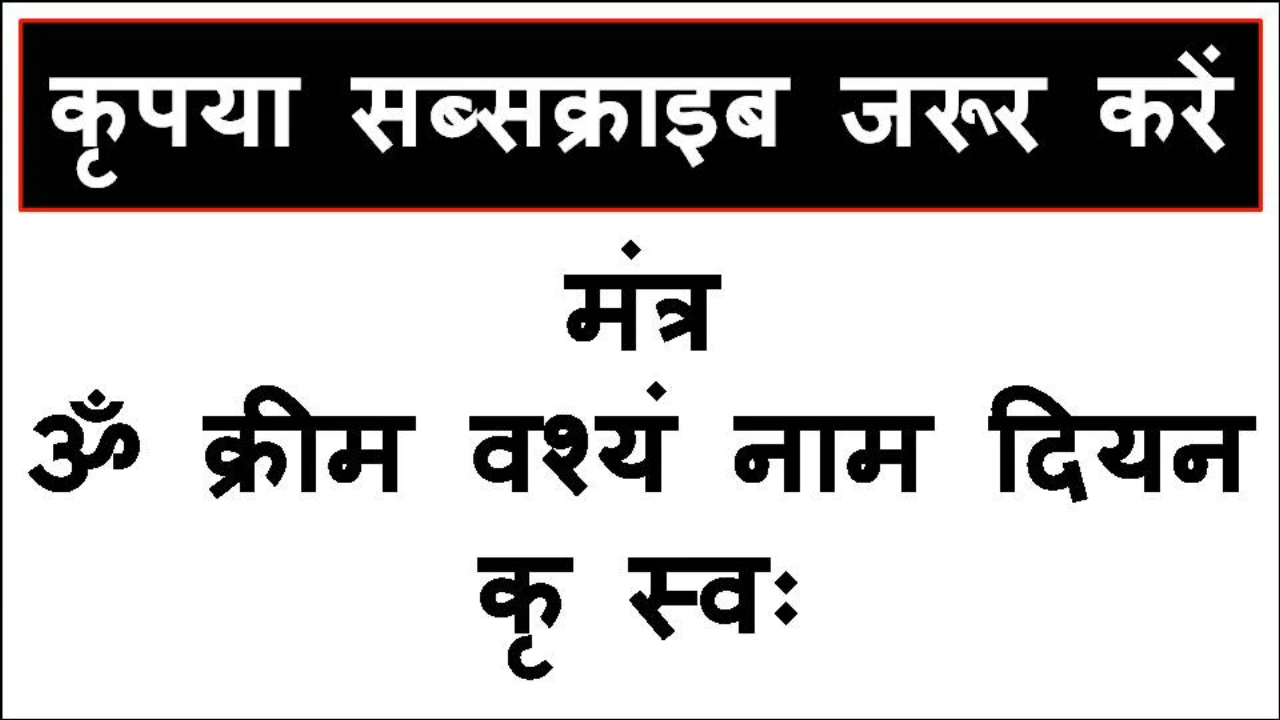 कृपया सब्सक्राइब जरूर करें
मंत्र
ॐ क्रीम वश्यं नाम दियन
कृ स्वः